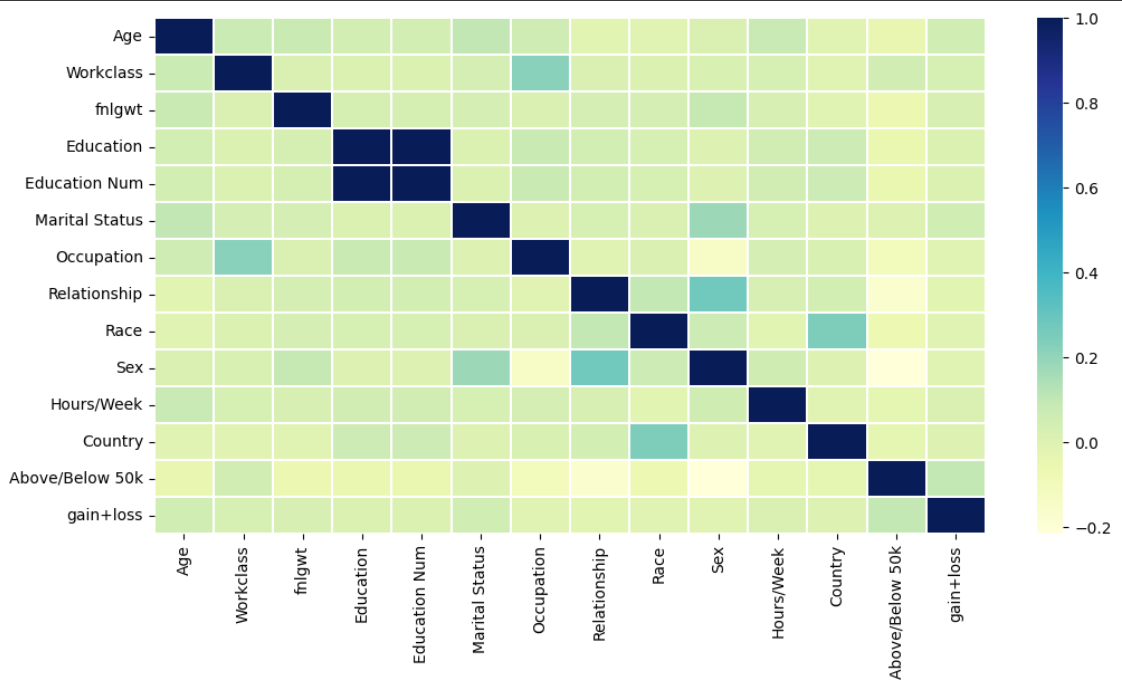 Age
Workclass
fnlgwt
Education
Education Num
Marital Status
Occupation
Relationship
Race
Sex
Hours/Week
Country
Above/Below 50k
gain+loss
Age
Workclass
fnlgwt
Education
Education Num
Marital Status
Occupation
Relationship
Race
Sex
Hours/Week
Country
Above/Below 50k
gain+loss
1.0
0.8
0.6
0.4
0.2
0.0
−0.2